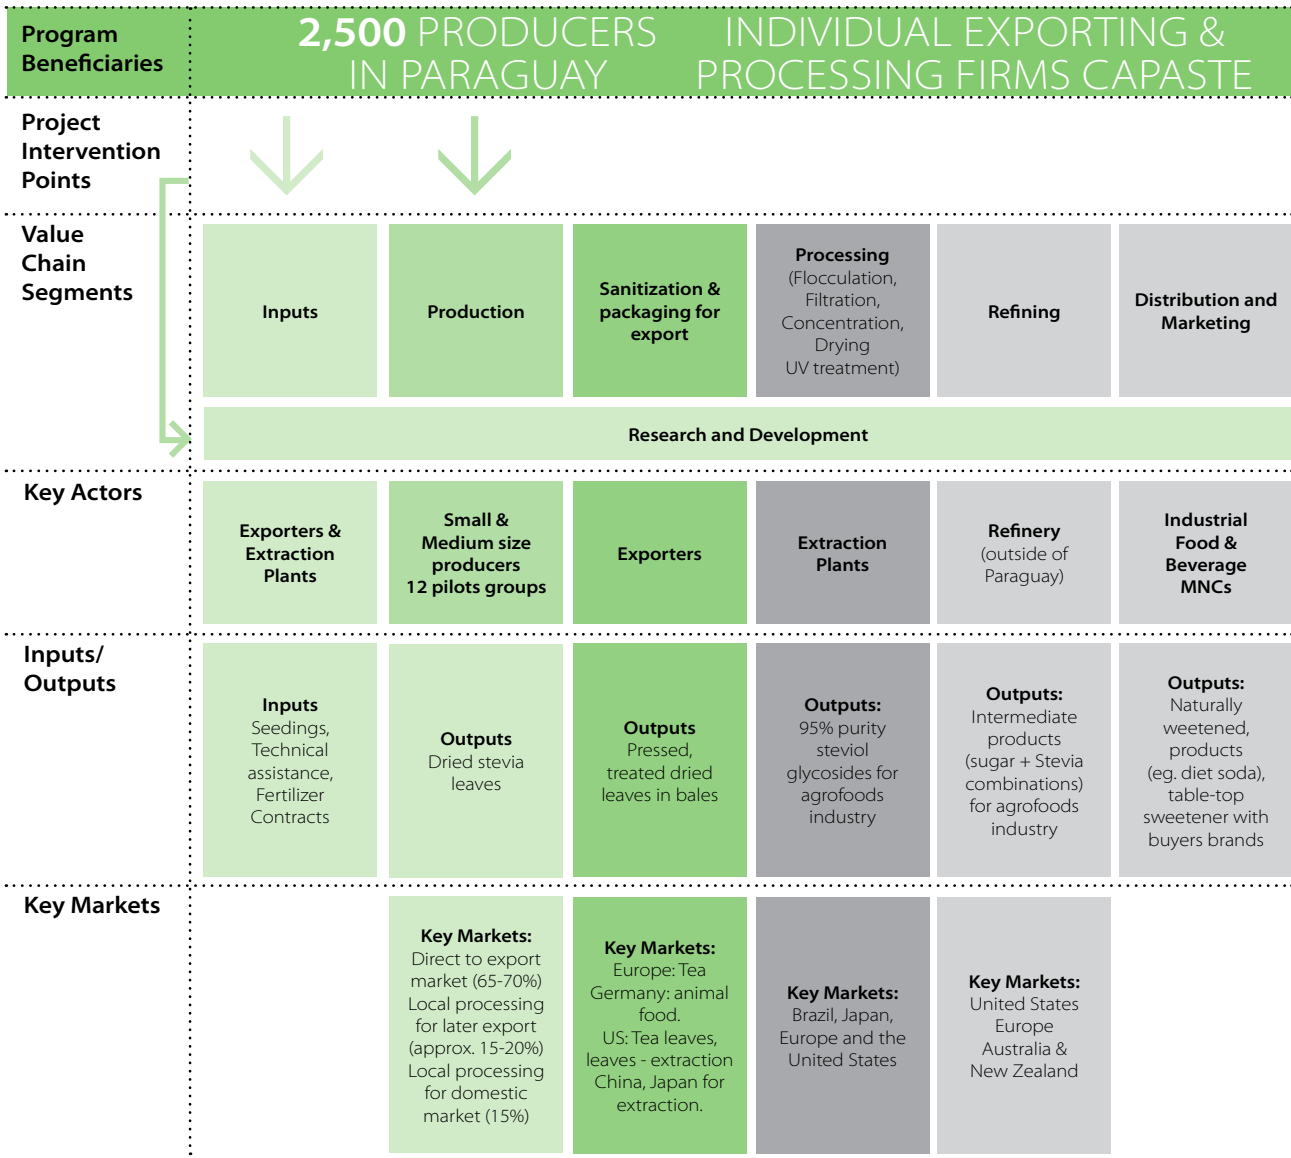 Program
Beneficiaries
2,500 PRODUCERS
IN PARAGUAY
INDIVIDUAL EXPORTING &
PROCESSING FIRMS CAPASTE
Project
Intervention
Points
Value
Chain
Segments
Inputs
Production
Sanitization &
packaging for
export
Processing
(Flocculation,
Filtration,
Concentration,
Drying
UV treatment)
Refining
Distribution and
Marketing
Research and Development
Key Actors
Exporters &
Extraction
Plants
Small &
Medium size
producers
12 pilots groups
Exporters
Extraction
Plants
Refinery
(outside of
Paraguay)
Industrial
Food &
Beverage
MNCs
Inputs/
Outputs
Inputs
Seedings,
Technical
assistance,
Fertilizer
Contracts
Outputs
Dried stevia
leaves
Outputs
Pressed,
treated dried
leaves in bales
Outputs:
95% purity
steviol
glycosides for
agrofoods
industry
Outputs:
Intermediate
products
(sugar + Stevia
combinations)
for agrofoods
industry
Outputs:
Naturally
weetened,
products
(eg. diet soda),
table-top
sweetener with
buyers brands
Key Markets
Key Markets:
Direct to export
market (65-70%)
Local processing
for later export
(approx. 15-20%)
Local processing
for domestic
market (15%)
Key Markets:
Europe: Tea
Germany: animal
food.
US: Tea leaves,
leaves - extraction
China, Japan for
extraction.
Key Markets:
Brazil, Japan,
Europe and the
United States
Key Markets:
United States
Europe
Australia &
New Zealand